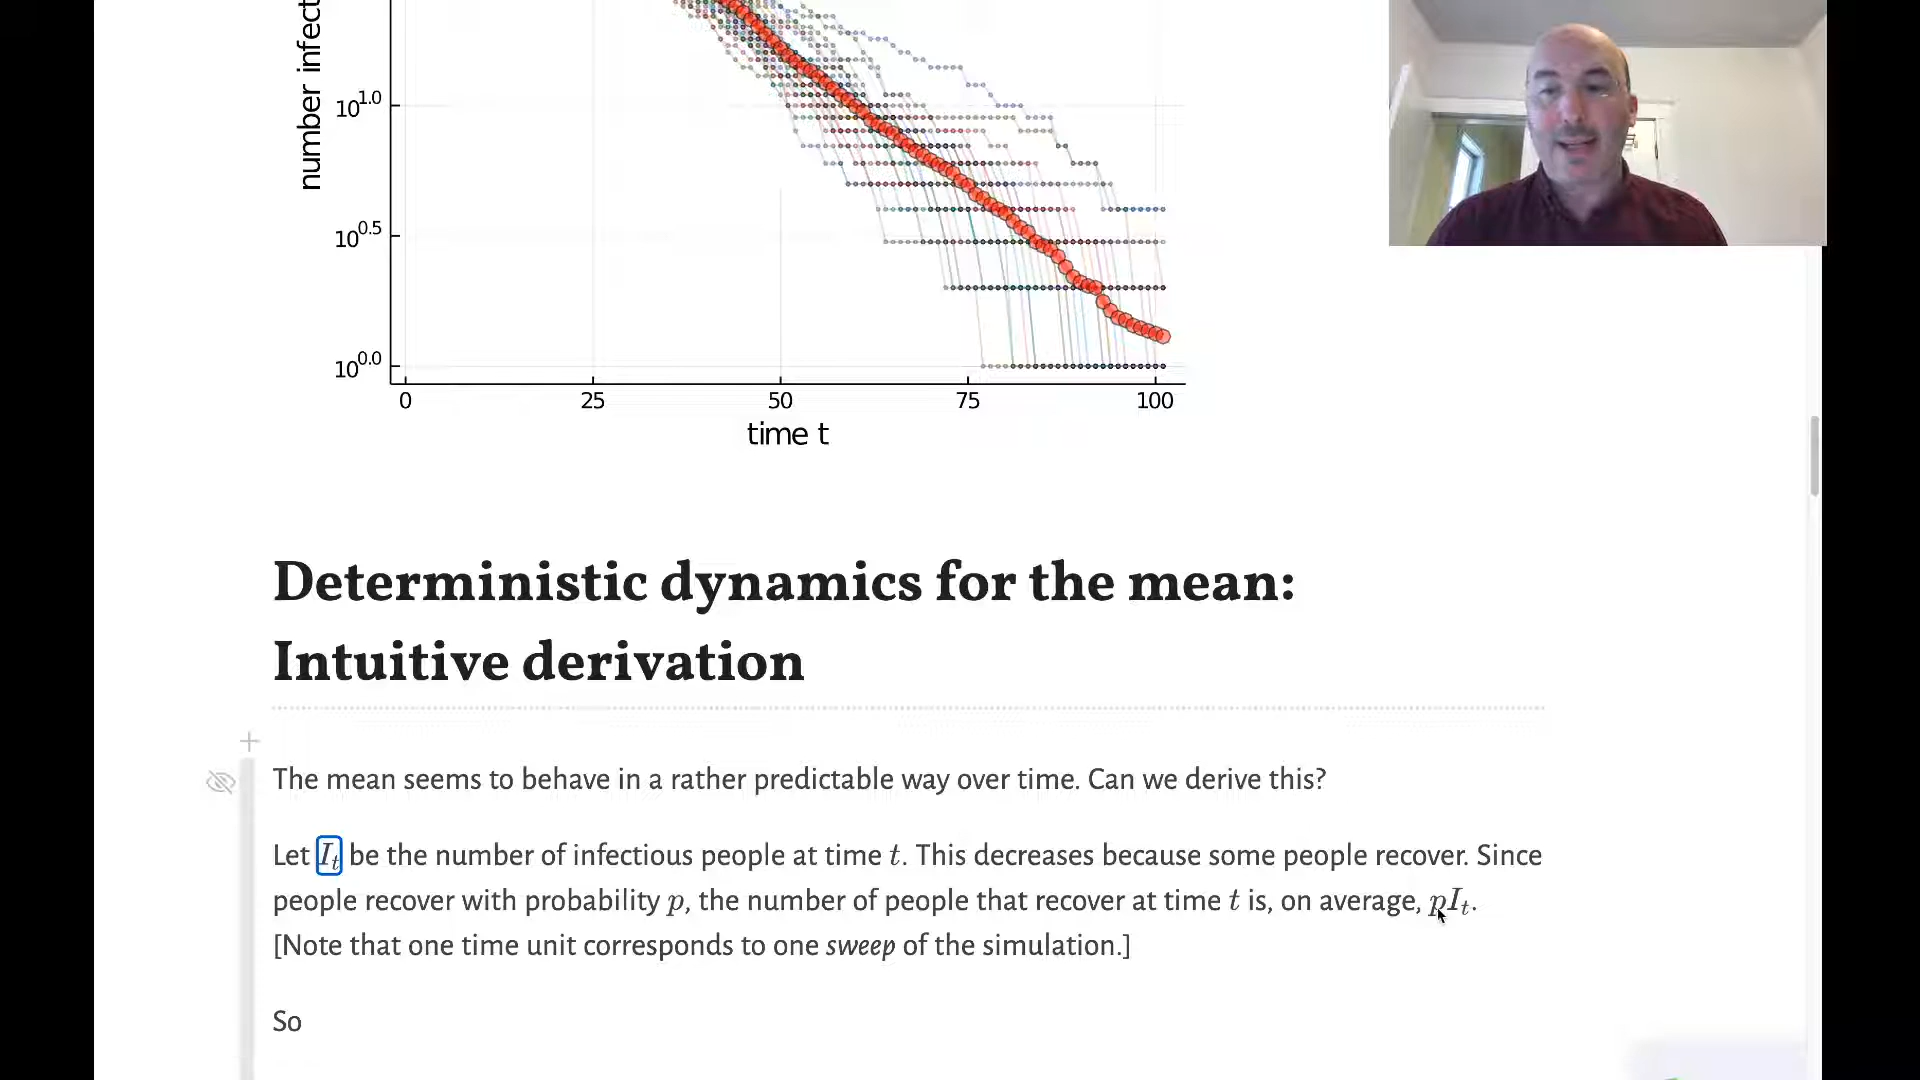 number infect
10^1.0
10^0.5
10^0.0
0 25 50 75 100
time t
Deterministic dynamics for the mean:
Intuitive derivation
The mean seems to behave in a rather predictable way over time. Can we derive this?
Let I_t be the number of infectious people at time t. This decreases because some people recover. Since
people recover with probability p, the number of people that recover at time t is, on average, pI_t.
[Note that one time unit corresponds to one sweep of the simulation.]
So